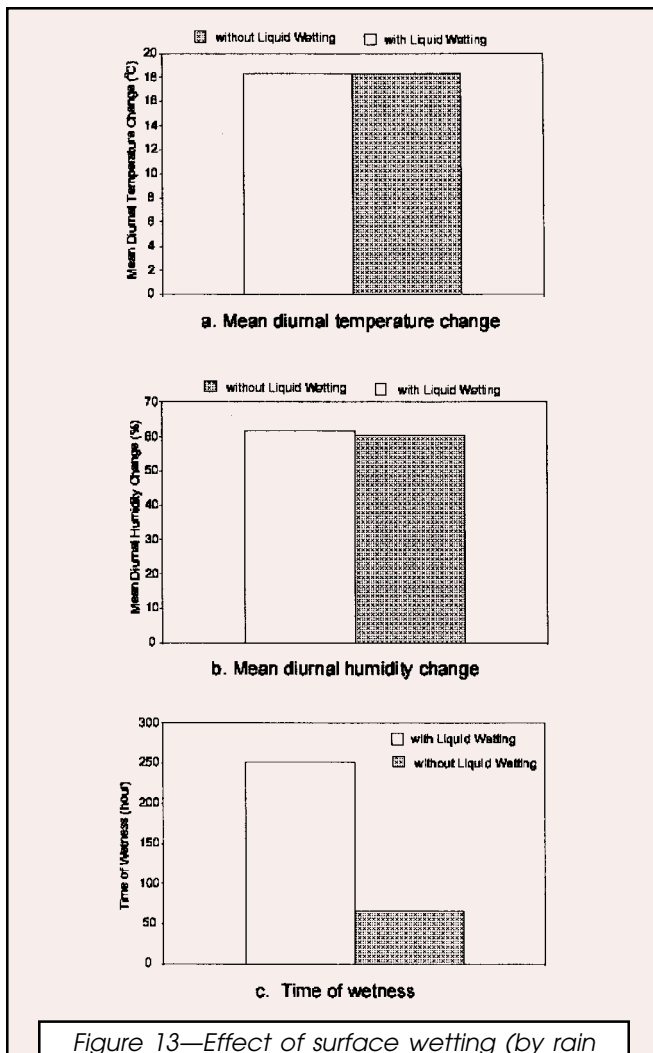 without Liquid Wetting with Liquid Wetting
20
18
16
14
12
10
8
6
4
2
0
Mean Diurnal Temperature Change (°C)
a. Mean diurnal temperature change
without Liquid Wetting with Liquid Wetting
70
60
50
40
30
20
10
0
Mean Diurnal Humidity Change (%)
b. Mean diurnal humidity change
300
250
200
150
100
50
0
Time of Wetness (hour)
with Liquid Wetting
without Liquid Wetting
c. Time of wetness
Figure 13—Effect of surface wetting (by rain